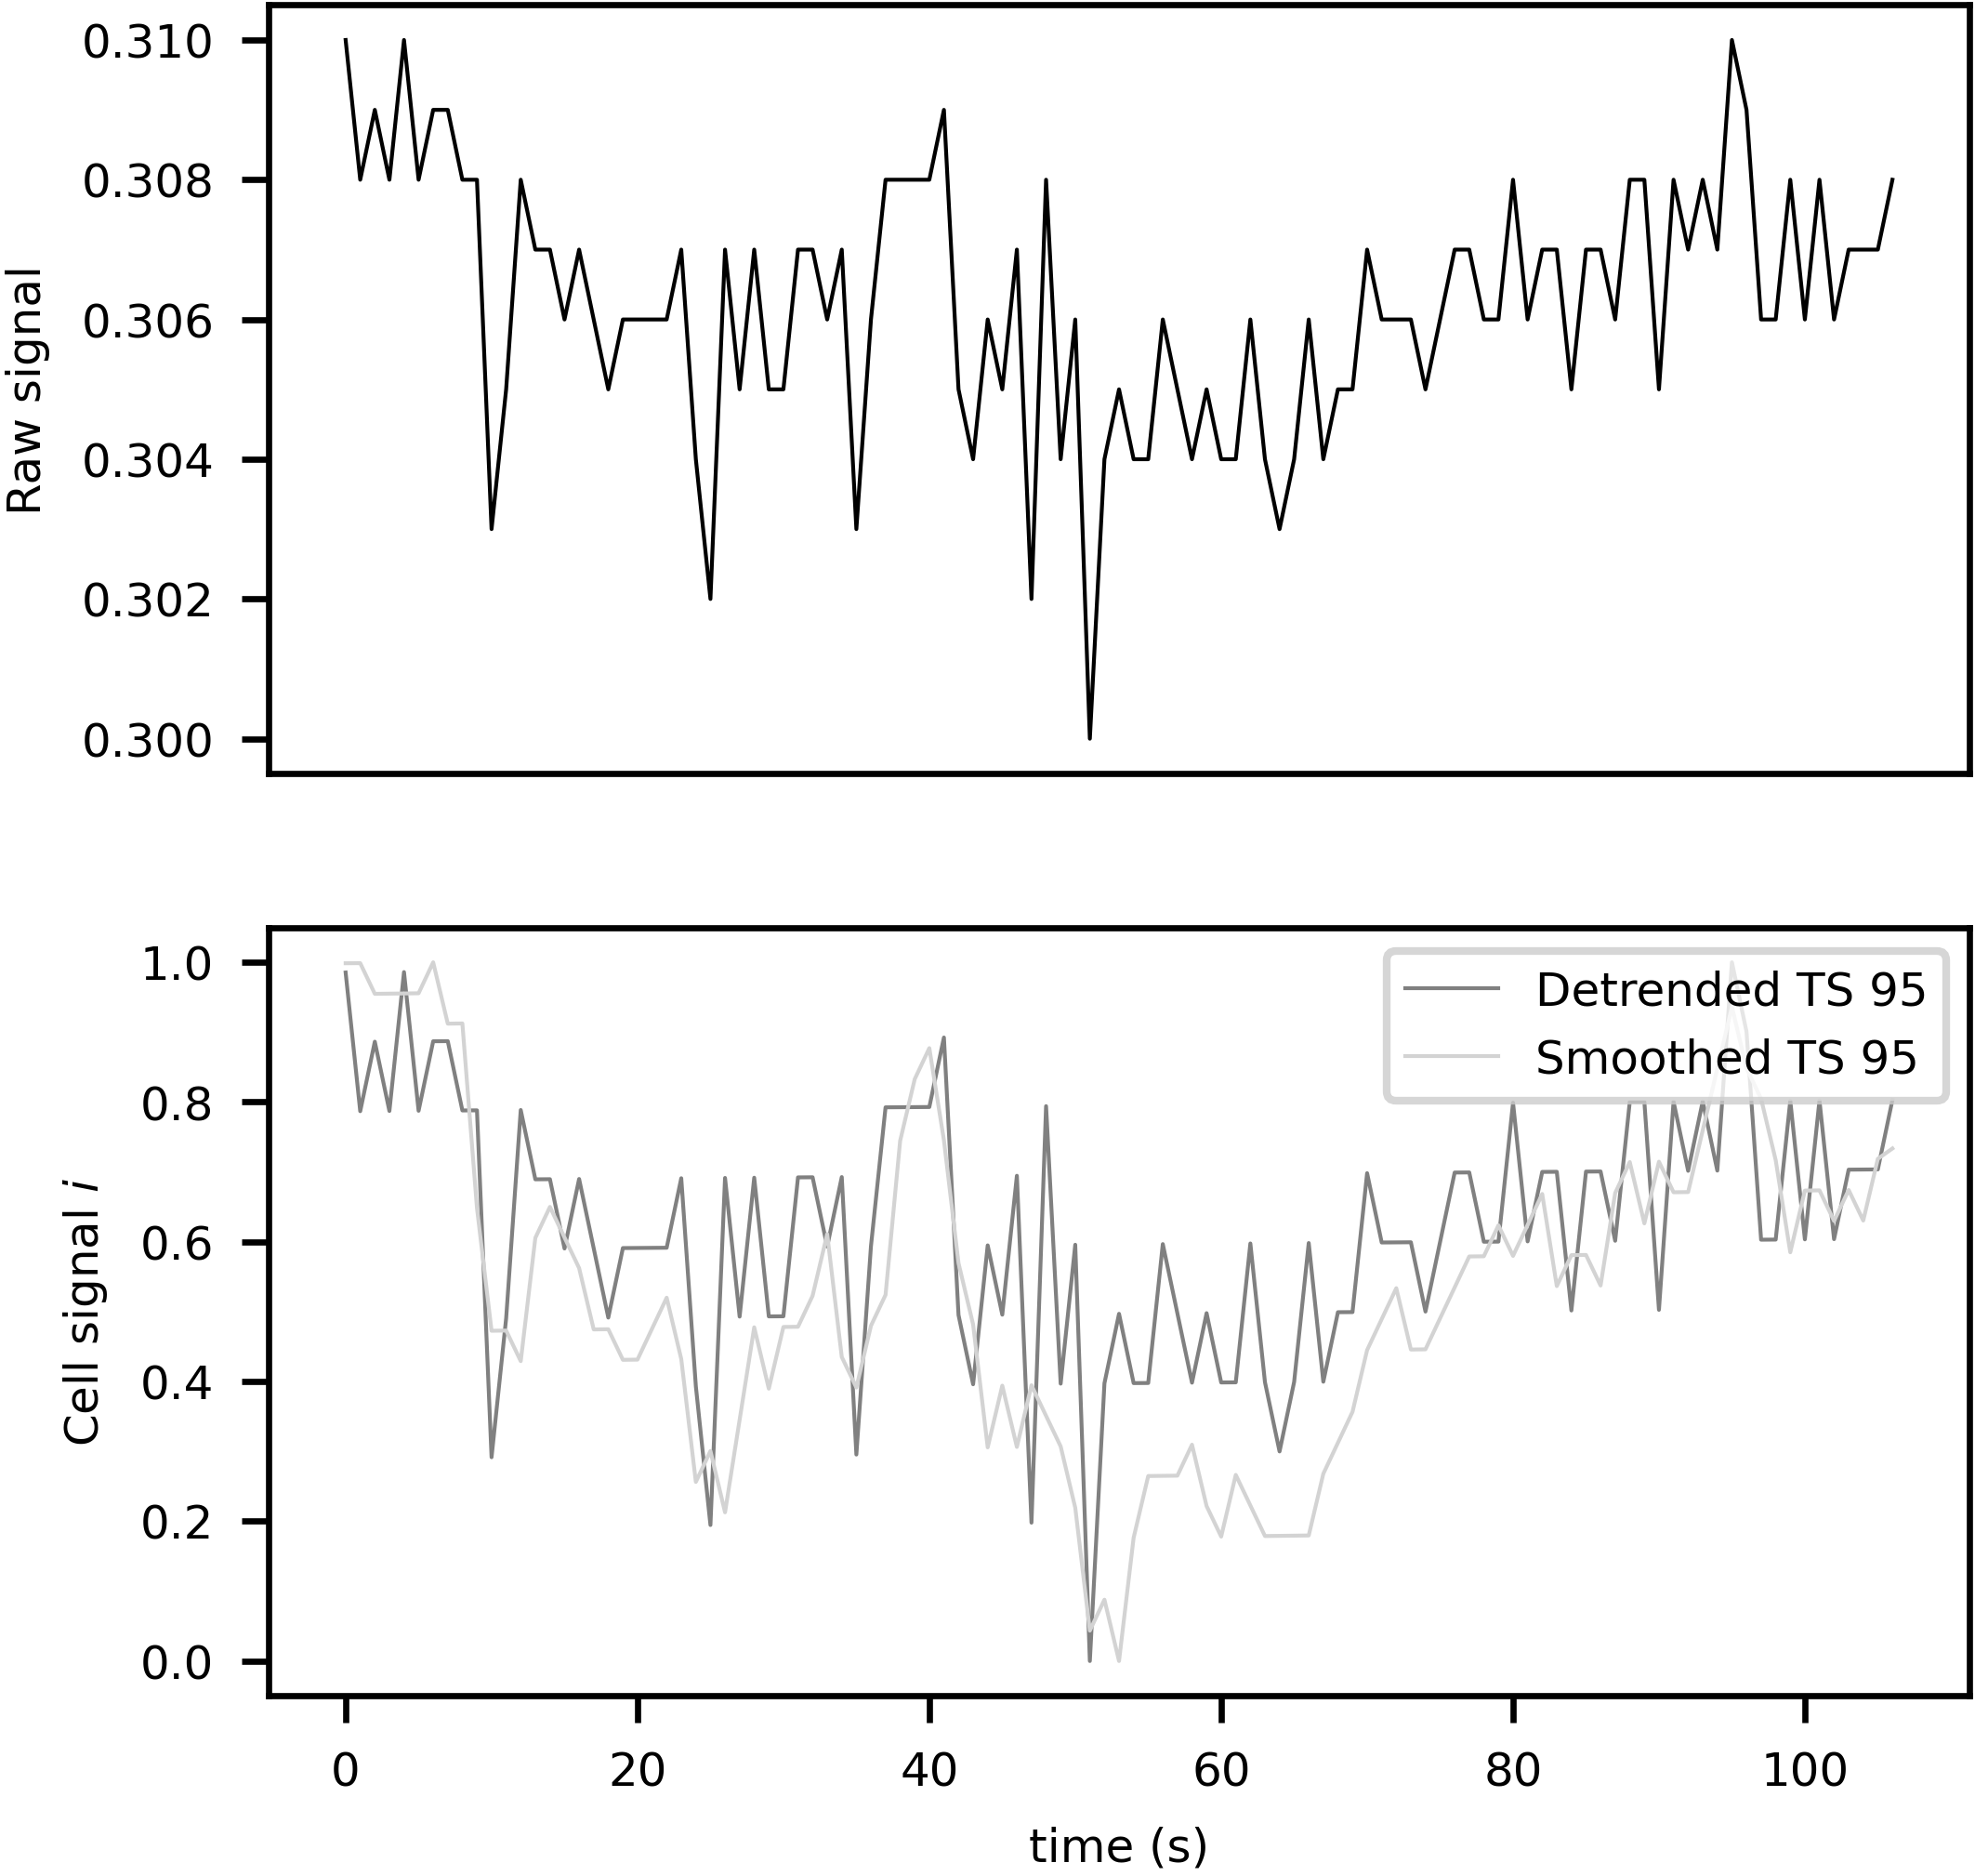 Raw signal
0.310
0.308
0.306
0.304
0.302
0.300
Cell signal i
1.0
0.8
0.6
0.4
0.2
0.0
Detrended TS 95
Smoothed TS 95
0 20 40 60 80 100
time (s)